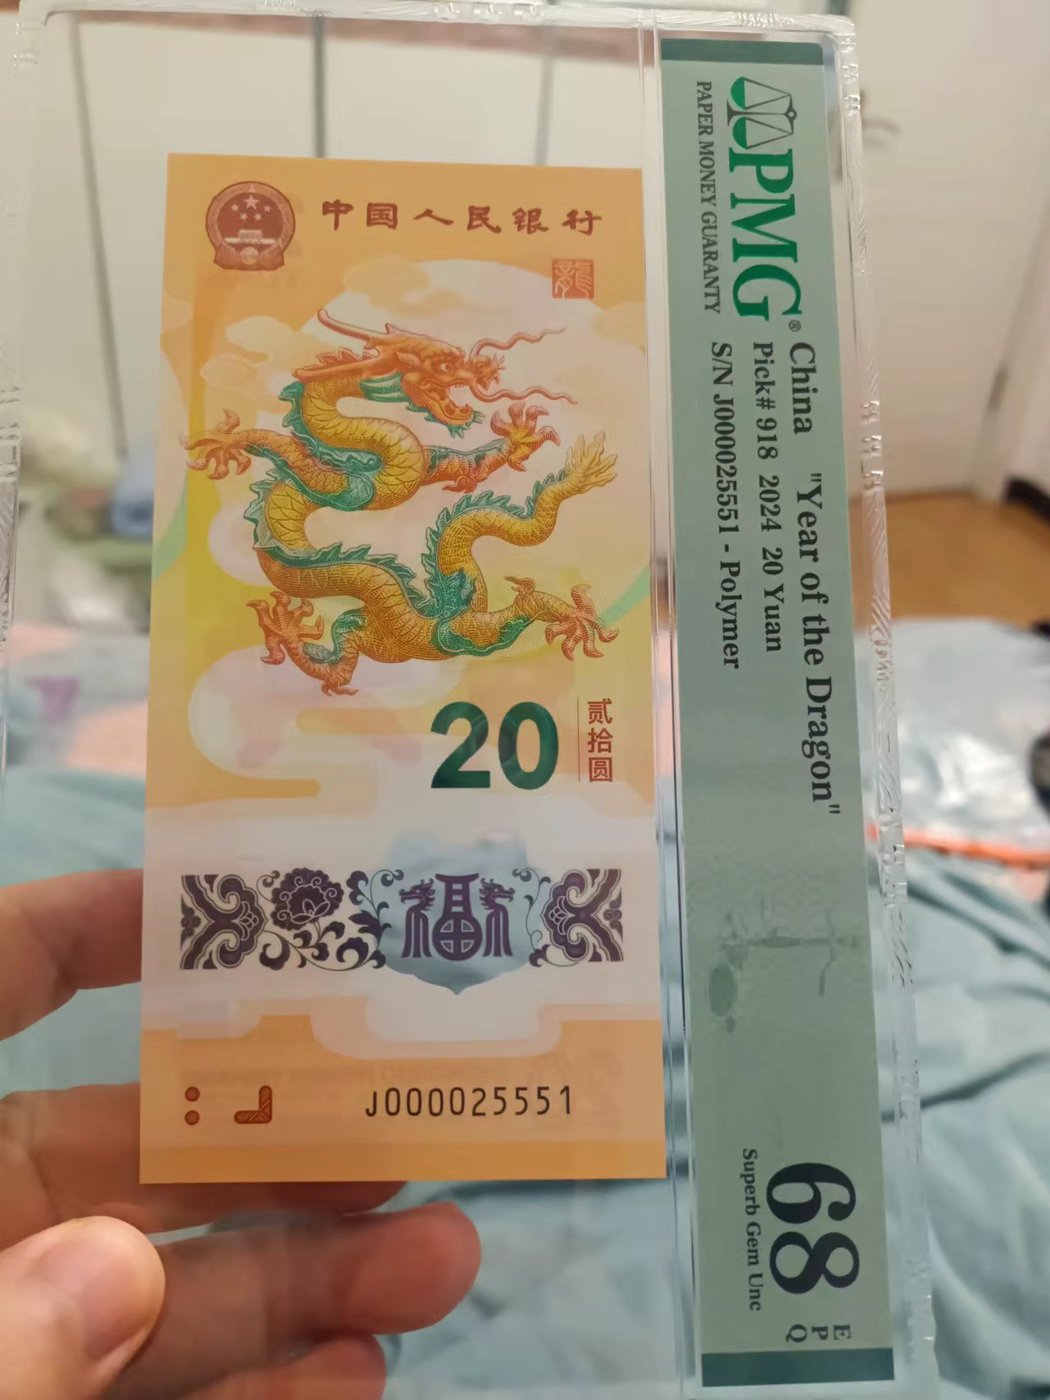 中国人民银行
龍
20
贰拾圆
福
J000025551
PMG®
PAPER MONEY GUARANTY
China "Year of the Dragon"
Pick# 918 2024 20 Yuan
S/N J000025551 - Polymer
68
Superb Gem Unc
EPQ